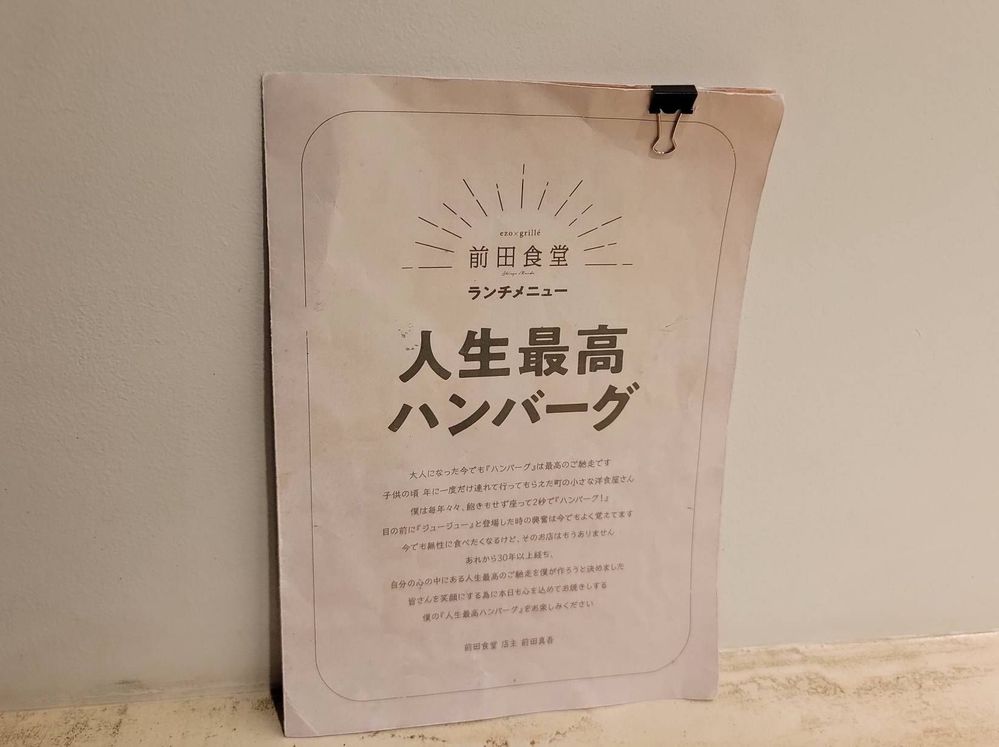 ezo×grillé
前田食堂
ランチメニュー
人生最高
ハンバーグ
大人になった今でも『ハンバーグ』は最高のご馳走です
子供の頃 年に一度だけ連れて行ってもらえた町の小さな洋食屋さん
僕は毎年々々、飽きもせず座って2秒で『ハンバーグ！』
目の前に『ジュージュー』と登場した時の興奮は今でもよく覚えてます
今でも無性に食べたくなるけど、そのお店はもうありません
あれから30年以上経ち、
自分の心の中にある人生最高のご馳走を僕が作ろうと決めました
皆さんを笑顔にする為に本日も心を込めてお焼きしする
僕の『人生最高ハンバーグ』をお楽しみください
前田食堂 店主 前田真吾